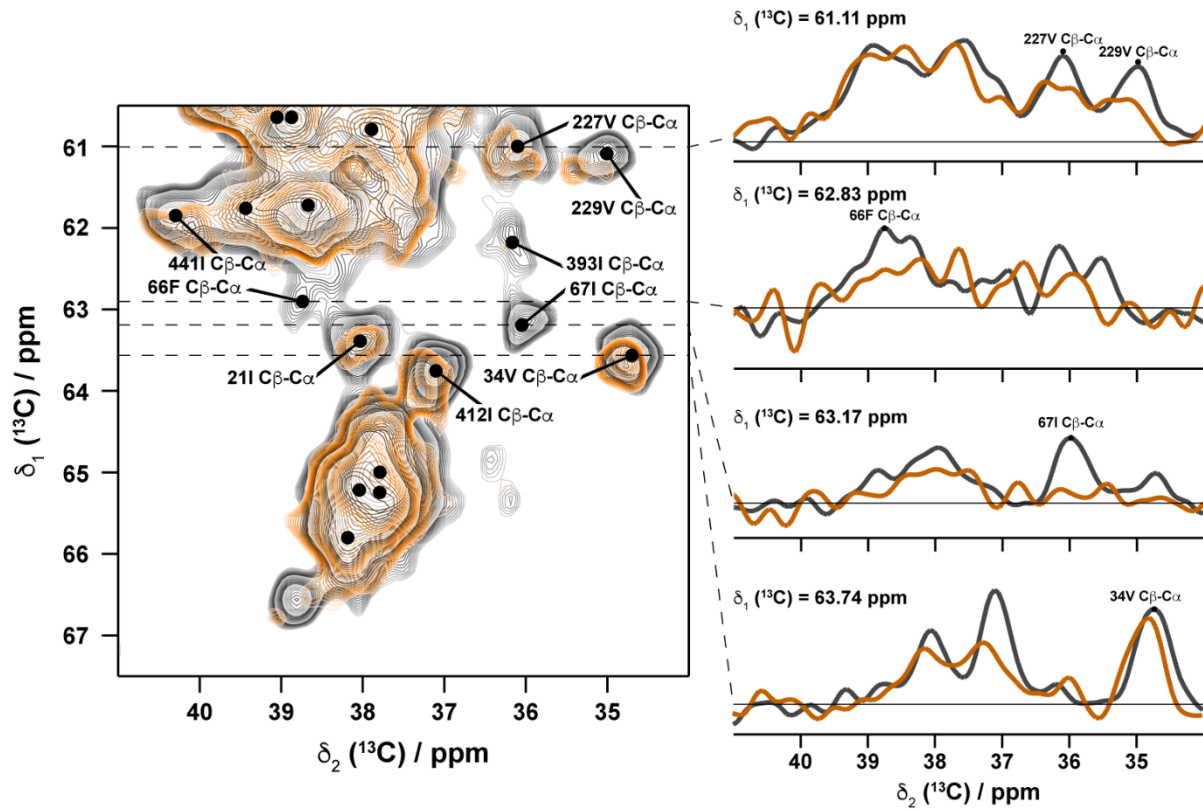 61
62
63
64
65
66
67
δ₁ (¹³C) / ppm
40
39
38
37
36
35
δ₂ (¹³C) / ppm
227V Cβ-Cα
229V Cβ-Cα
441I Cβ-Cα
393I Cβ-Cα
66F Cβ-Cα
67I Cβ-Cα
21I Cβ-Cα
34V Cβ-Cα
412I Cβ-Cα
δ₁ (¹³C) = 61.11 ppm
227V Cβ-Cα
229V Cβ-Cα
δ₁ (¹³C) = 62.83 ppm
66F Cβ-Cα
δ₁ (¹³C) = 63.17 ppm
67I Cβ-Cα
δ₁ (¹³C) = 63.74 ppm
34V Cβ-Cα
40
39
38
37
36
35
δ₂ (¹³C) / ppm